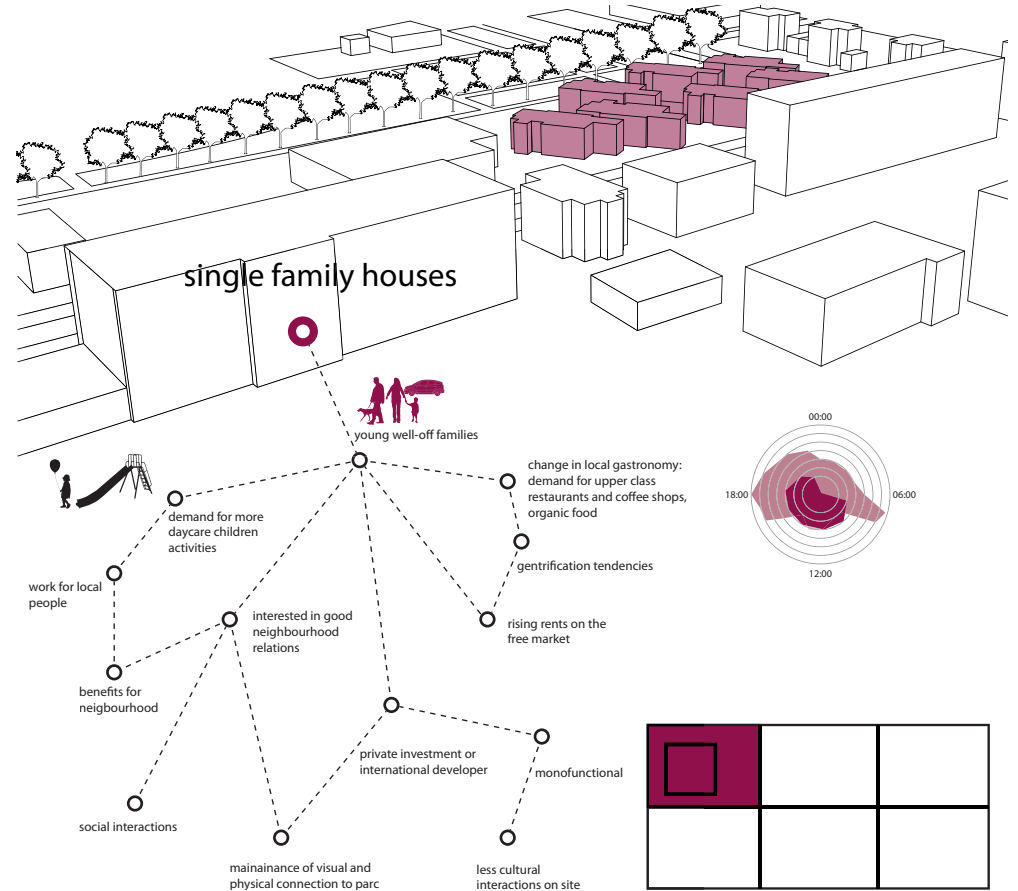 single family houses
young well-off families
00:00
18:00
06:00
12:00
change in local gastronomy:
demand for upper class
restaurants and coffee shops,
organic food
demand for more
daycare children
activities
gentrification tendencies
work for local
people
interested in good
neighbourhood
relations
rising rents on the
free market
benefits for
neigbourhood
private investment or
international developer
monofunctional
social interactions
mainainance of visual and
physical connection to parc
less cultural
interactions on site